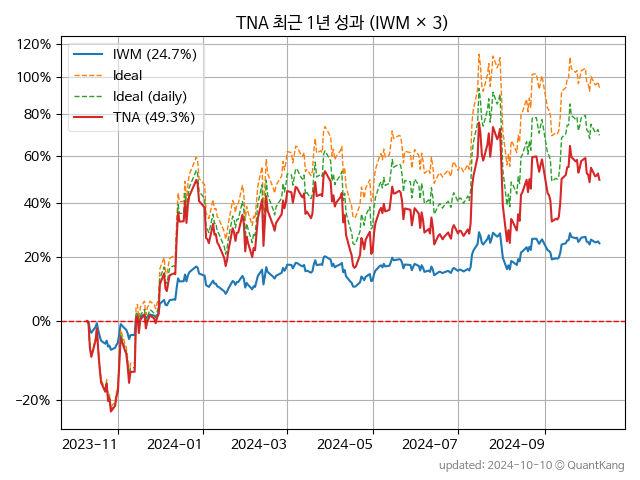 TNA 최근 1년 성과 (IWM × 3)
IWM (24.7%)
Ideal
Ideal (daily)
TNA (49.3%)
120%
100%
80%
60%
40%
20%
0%
−20%
2023−11
2024−01
2024−03
2024−05
2024−07
2024−09
updated: 2024-10-10 © QuantKang